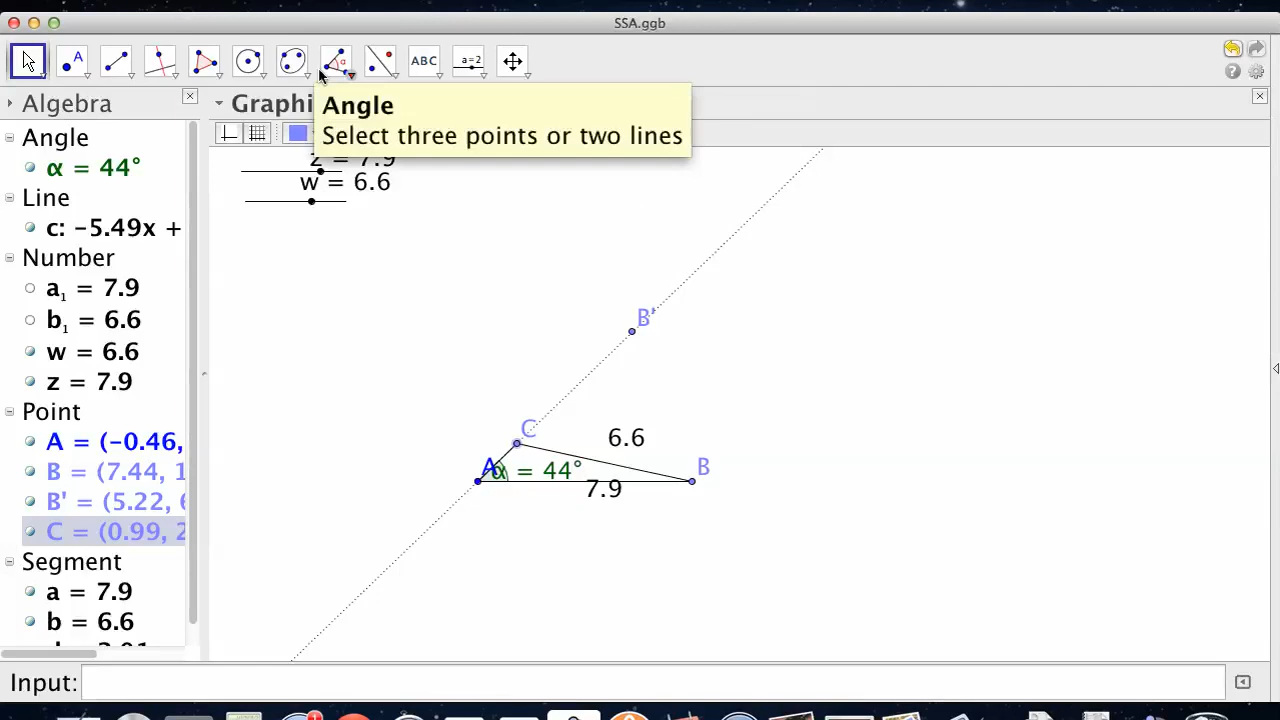 SSA.ggb
A
α
ABC
a=2
Algebra
Graphi
Angle
Select three points or two lines
Angle
α = 44°
Line
c: -5.49x +
Number
a1 = 7.9
b1 = 6.6
w = 6.6
z = 7.9
Point
A = (-0.46,
B = (7.44, 1
B' = (5.22, 6
C = (0.99, 2
Segment
a = 7.9
b = 6.6
z = 7.9
w = 6.6
B'
C
6.6
A
α = 44°
B
7.9
Input:
1